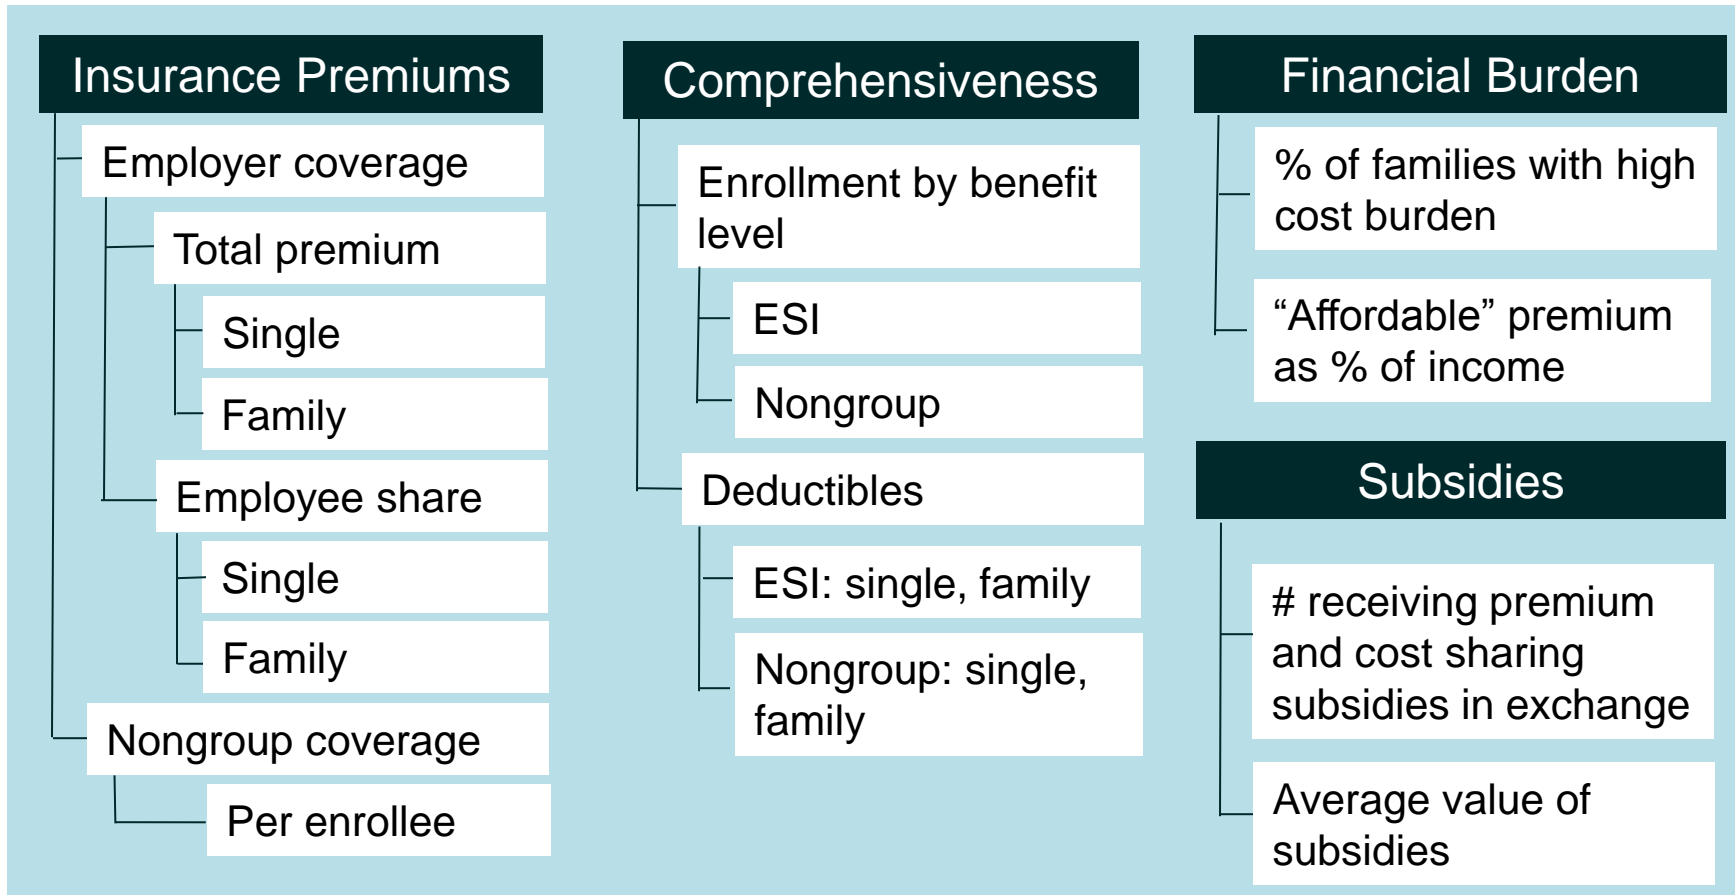 Insurance Premiums
Employer coverage
Total premium
Single
Family
Employee share
Single
Family
Nongroup coverage
Per enrollee
Comprehensiveness
Enrollment by benefit
level
ESI
Nongroup
Deductibles
ESI: single, family
Nongroup: single,
family
Financial Burden
% of families with high
cost burden
“Affordable” premium
as % of income
Subsidies
# receiving premium
and cost sharing
subsidies in exchange
Average value of
subsidies